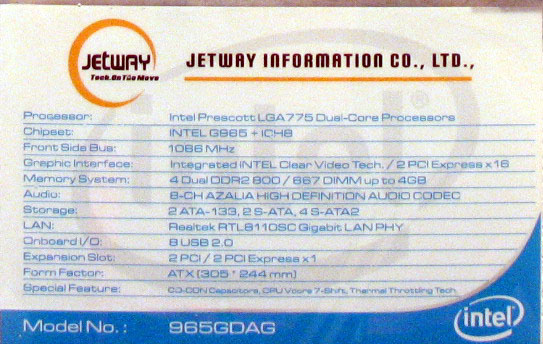 JETWAY
Tech.On The Move
JETWAY INFORMATION CO., LTD.,
Processor: Intel Prescott LGA775 Dual-Core Processors
Chipset: INTEL G965 + ICH8
Front Side Bus: 1066 MHz
Graphic Interface: Integrated INTEL Clear Video Tech. / 2 PCI Express x 16
Memory System: 4 Dual DDR2 800 / 667 DIMM up to 4GB
Audio: 8-CH AZALIA HIGH DEFINITION AUDIO CODEC
Storage: 2 ATA-133, 2 S-ATA, 4 S-ATA2
LAN: Realtek RTL8110SC Gigabit LAN PHY
Onboard I/O: 8 USB 2.0
Expansion Slot: 2 PCI / 2 PCI Express x1
Form Factor: ATX (305 * 244 mm)
Special Feature: CO-CON Capacitors, CPU Vcore 7-Shift, Thermal Throttling Tech.
Model No.: 965GDAG
intel